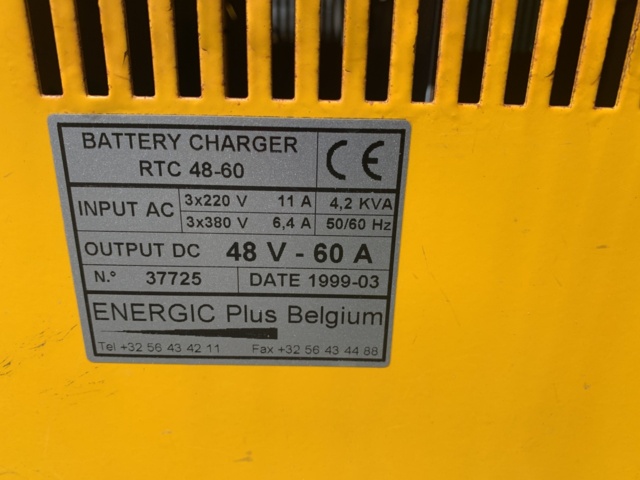 BATTERY CHARGER
RTC 48-60
CE
INPUT AC
3x220 V 11 A 4,2 KVA
3x380 V 6,4 A 50/60 Hz
OUTPUT DC 48 V - 60 A
N.° 37725 DATE 1999-03
ENERGIC Plus Belgium
Tel +32 56 43 42 11 Fax +32 56 43 44 88